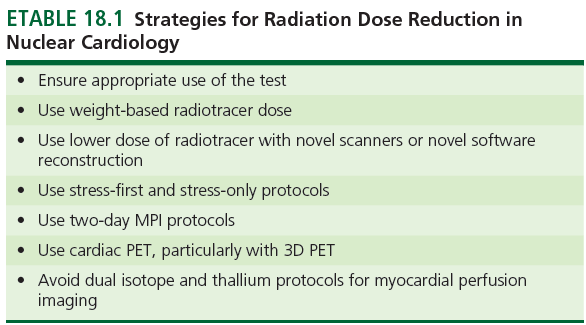 ETABLE 18.1 Strategies for Radiation Dose Reduction in
Nuclear Cardiology
• Ensure appropriate use of the test
• Use weight-based radiotracer dose
• Use lower dose of radiotracer with novel scanners or novel software
reconstruction
• Use stress-first and stress-only protocols
• Use two-day MPI protocols
• Use cardiac PET, particularly with 3D PET
• Avoid dual isotope and thallium protocols for myocardial perfusion
imaging